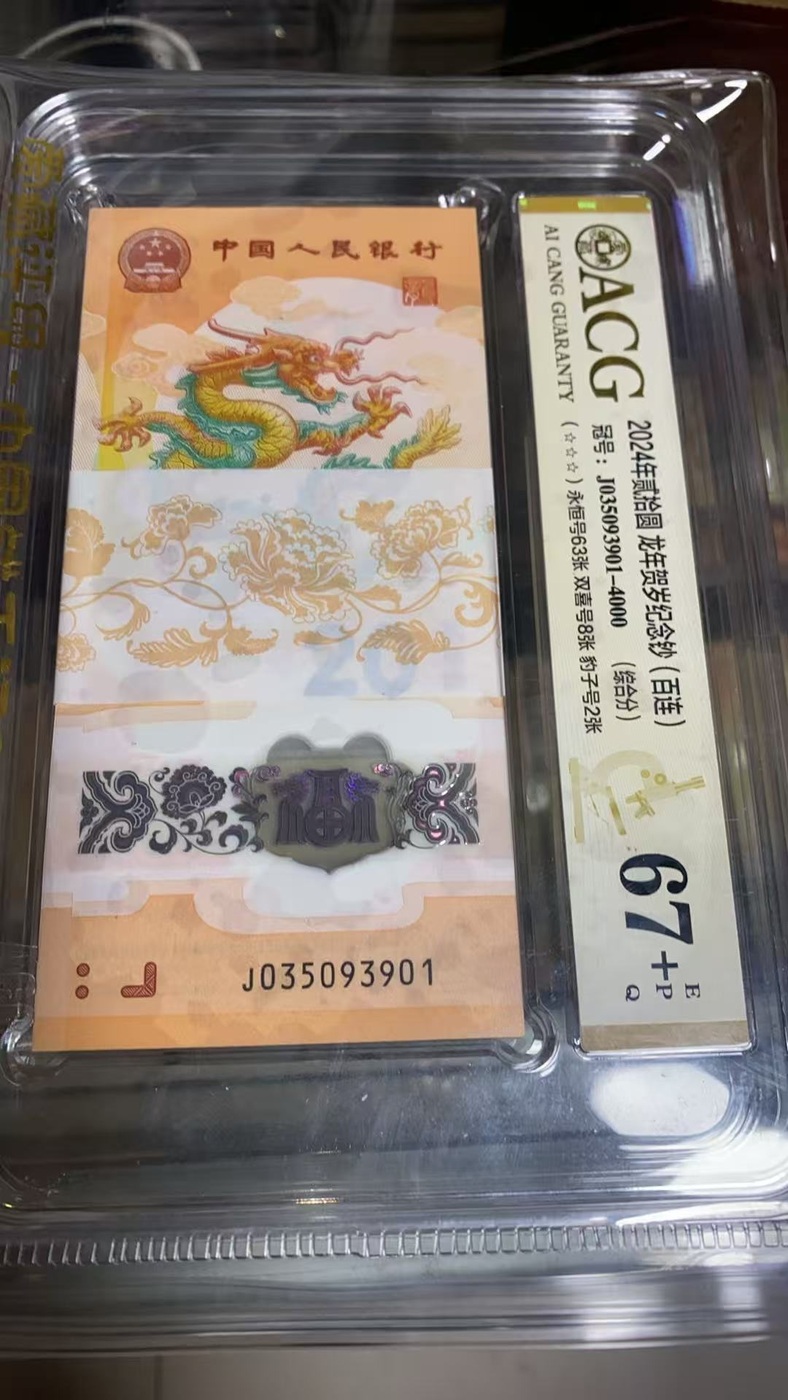 中国人民银行
201
J035093901
ACG
AI CANG GUARANTY
2024年贰拾圆 龙年贺岁纪念钞（百连）
冠号：J035093901-4000 （综合分）
（☆☆☆）永恒号63张 双喜号8张 豹子号2张
67+
E
P
Q